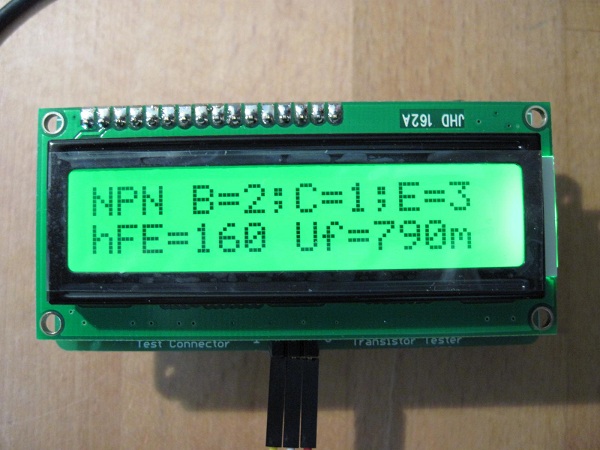 JHD 162A
NPN B=2;C=1;E=3
hFE=160 Uf=790m
Test Connector
Transistor Tester